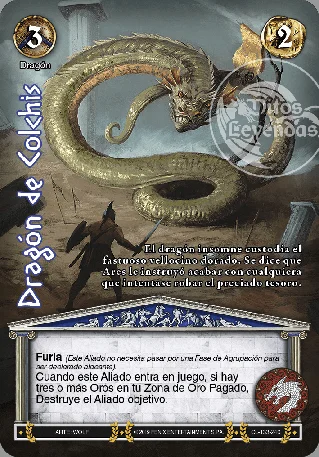 3
2
Dragón
Mitos
Leyendas
Dragón de Colkhis
El dragón insomne custodia el
fastuoso vellocino dorado. Se dice que
Ares le instruyó acabar con cualquiera
que intentase robar el preciado tesoro.
Furia (Este Aliado no necesita pasar por una Fase de Agrupación para
ser declarado atacante).
Cuando este Aliado entra en juego, si hay
tres o más Oros en tu Zona de Oro Pagado,
Destruye el Aliado objetivo.